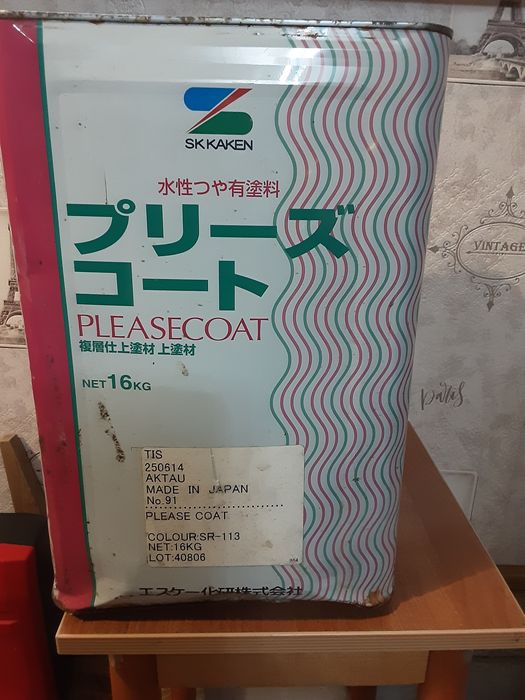 SK KAKEN
水性つや有塗料
プリーズ
コート
PLEASECOAT
複層仕上塗材 上塗材
NET 16KG
TIS
250614
AKTAU
MADE IN JAPAN
No.91
PLEASE COAT
COLOUR:SR-113
NET:16KG
LOT:40806
エスケー化研株式会社
VINTAGE
paris